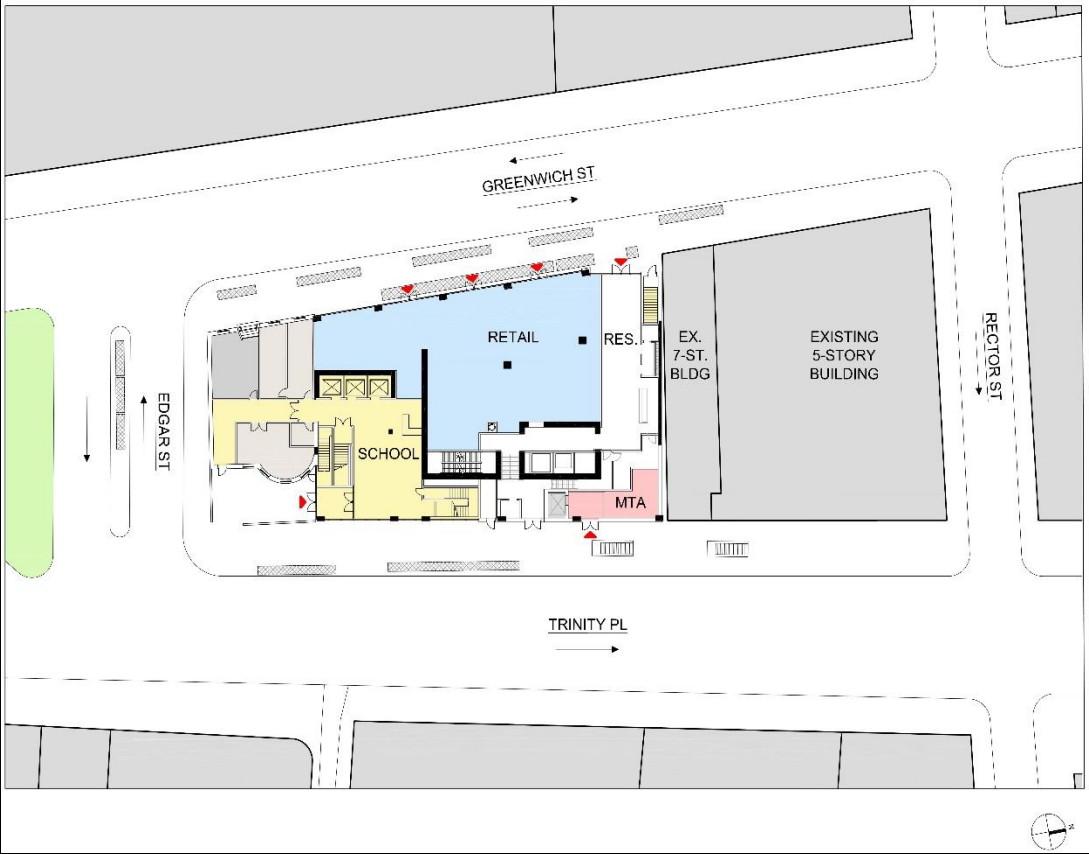 GREENWICH ST
RETAIL
RES.
EX.
7-ST.
BLDG
EXISTING
5-STORY
BUILDING
RECTOR ST
EDGAR ST
SCHOOL
MTA
TRINITY PL
N